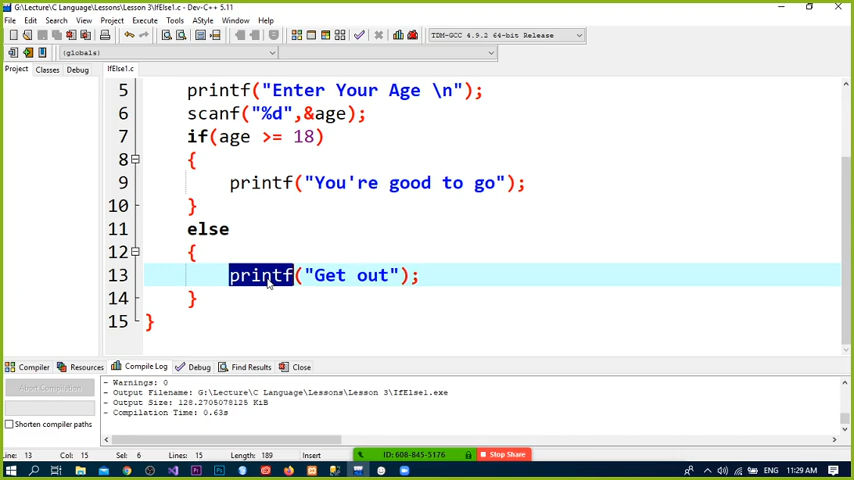 G:\Lecture\C Language\Lessons\Lesson 3\IfElse1.c - Dev-C++ 5.11
File Edit Search View Project Execute Tools AStyle Window Help
TDM-GCC 4.9.2 64-bit Release
(globals)
Project Classes Debug IfElse1.c
5 printf("Enter Your Age \n");
6 scanf("%d",&age);
7 if(age >= 18)
8 {
9 printf("You're good to go");
10 }
11 else
12 {
13 printf("Get out");
14 }
15 }
Compiler Resources Compile Log Debug Find Results Close
Abort Compilation
Shorten compiler paths
- Warnings: 0
- Output Filename: G:\Lecture\C Language\Lessons\Lesson 3\IfElse1.exe
- Output Size: 128.2705078125 KiB
- Compilation Time: 0.63s
Line: 13 Col: 15 Sel: 6 Lines: 15 Length: 189 Insert
ID: 608-845-5176 Stop Share
ENG 11:29 AM